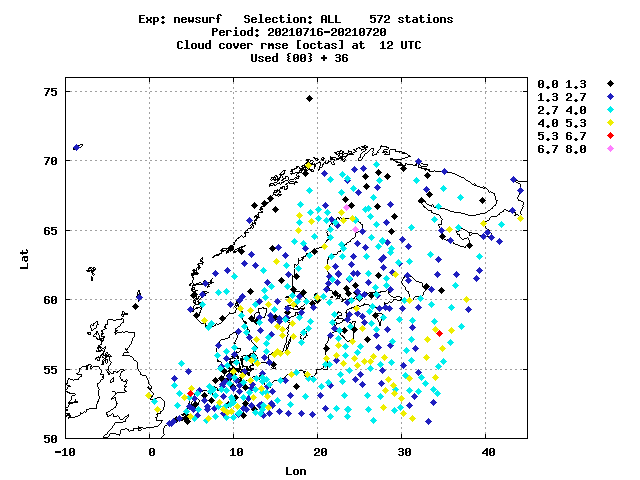 Exp: newsurf   Selection: ALL    572 stations
Period: 20210716-20210720
Cloud cover rmse [octas] at  12 UTC
Used {00} + 36
0.0 1.3
1.3 2.7
2.7 4.0
4.0 5.3
5.3 6.7
6.7 8.0
75
70
65
60
55
50
Lat
-10 0 10 20 30 40
Lon